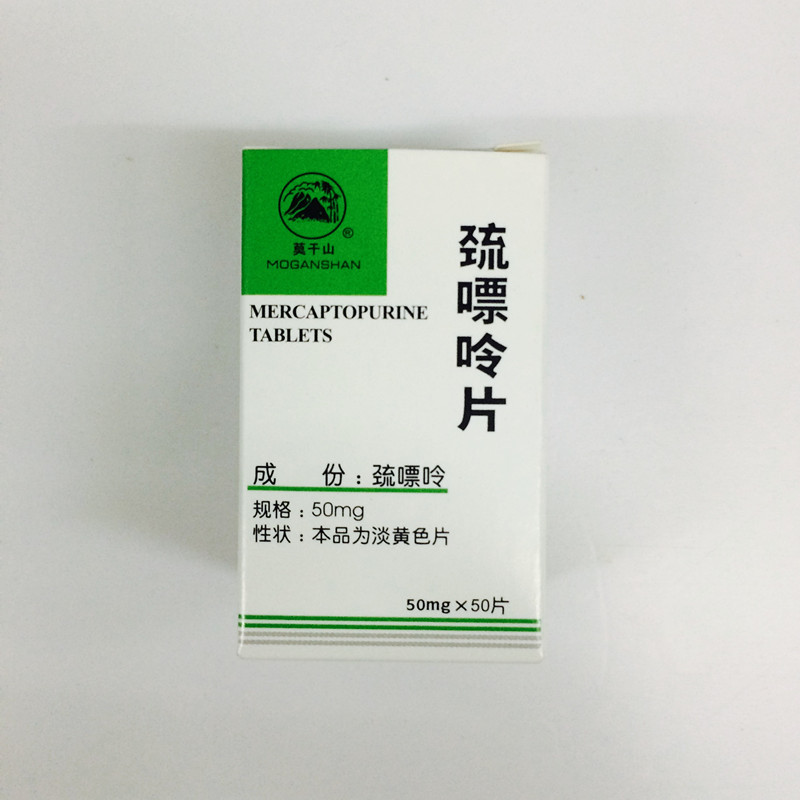 莫干山®
MOGANSHAN
巯嘌呤片
MERCAPTOPURINE
TABLETS
成 份：巯嘌呤
规格：50mg
性状：本品为淡黄色片
50mg×50片